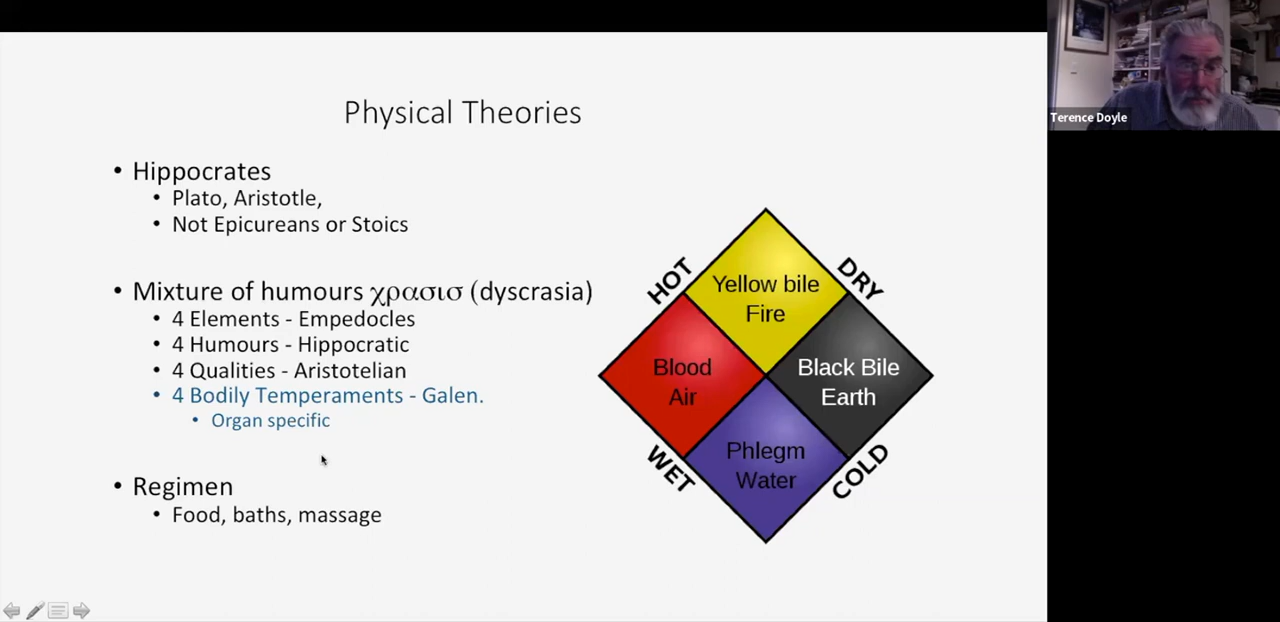 Physical Theories
• Hippocrates
• Plato, Aristotle,
• Not Epicureans or Stoics
• Mixture of humours χρασισ (dyscrasia)
• 4 Elements - Empedocles
• 4 Humours - Hippocratic
• 4 Qualities - Aristotelian
• 4 Bodily Temperaments - Galen.
• Organ specific
• Regimen
• Food, baths, massage
HOT
DRY
Yellow bile
Fire
Blood
Air
Black Bile
Earth
Phlegm
Water
WET
COLD
Terence Doyle